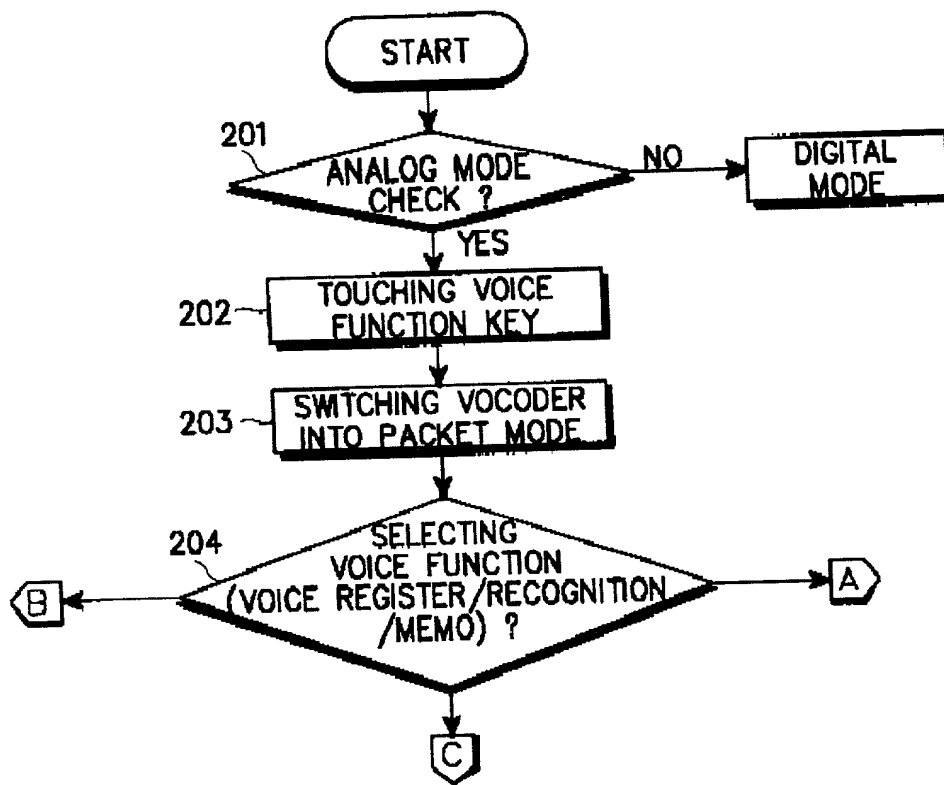 START
201
ANALOG MODE
CHECK ?
NO
DIGITAL
MODE
YES
202
TOUCHING VOICE
FUNCTION KEY
203
SWITCHING VOCODER
INTO PACKET MODE
204
SELECTING
VOICE FUNCTION
(VOICE REGISTER/RECOGNITION
/MEMO) ?
B
A
C